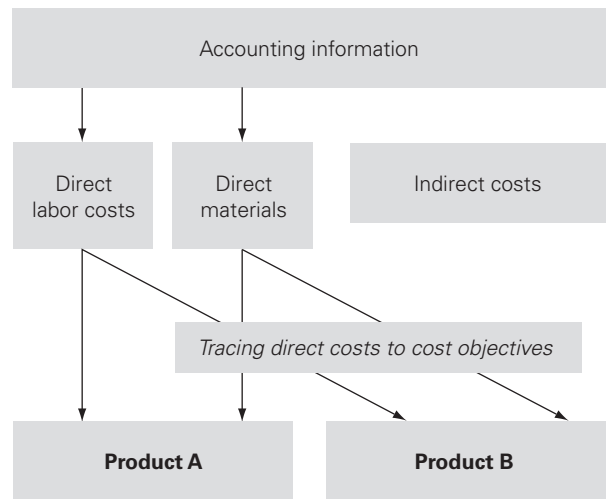 Accounting information
Direct
labor costs
Direct
materials
Indirect costs
Tracing direct costs to cost objectives
Product A
Product B